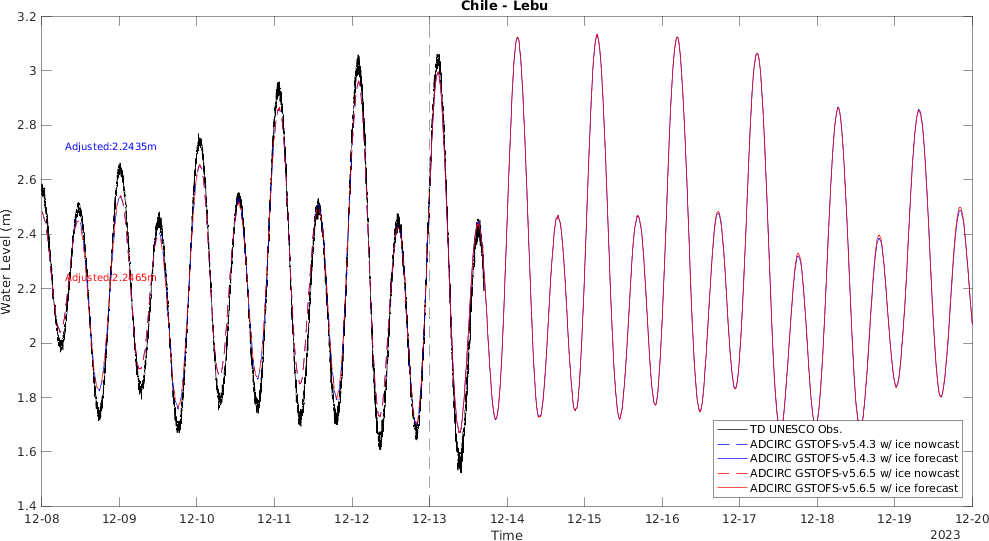 Chile - Lebu
3.2
3
2.8
2.6
2.4
2.2
2
1.8
1.6
1.4
Water Level (m)
Adjusted:2.2435m
Adjusted:2.2465m
TD UNESCO Obs.
ADCIRC GSTOFS-v5.4.3 w/ ice nowcast
ADCIRC GSTOFS-v5.4.3 w/ ice forecast
ADCIRC GSTOFS-v5.6.5 w/ ice nowcast
ADCIRC GSTOFS-v5.6.5 w/ ice forecast
12-08 12-09 12-10 12-11 12-12 12-13 12-14 12-15 12-16 12-17 12-18 12-19 12-20
Time
2023